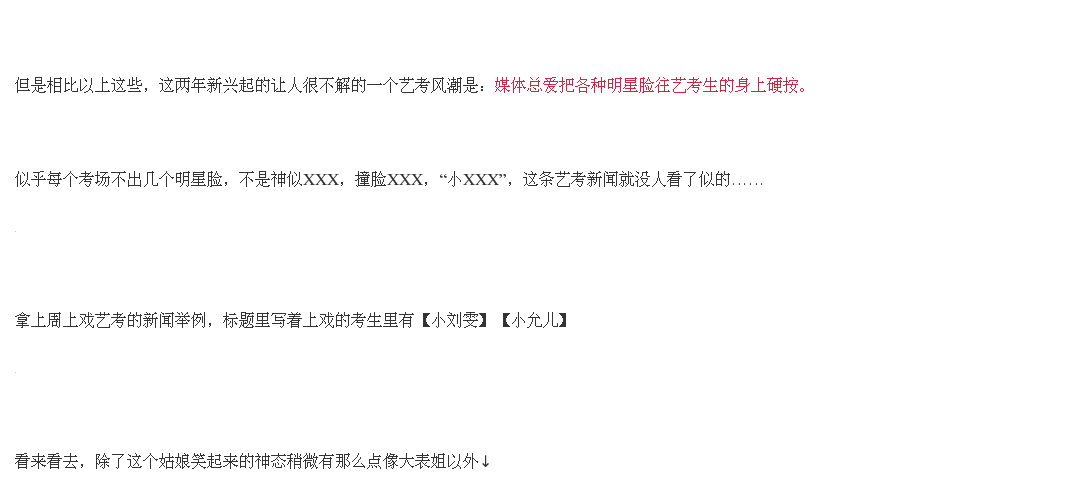 但是相比以上这些，这两年新兴起的让人很不解的一个艺考风潮是：媒体总爱把各种明星脸往艺考生的身上硬按。
似乎每个考场不出几个明星脸，不是神似XXX，撞脸XXX，“小XXX”，这条艺考新闻就没人看了似的……
拿上周上戏艺考的新闻举例，标题里写着上戏的考生里有【小刘雯】【小允儿】
看来看去，除了这个姑娘笑起来的神态稍微有那么点像大表姐以外↓